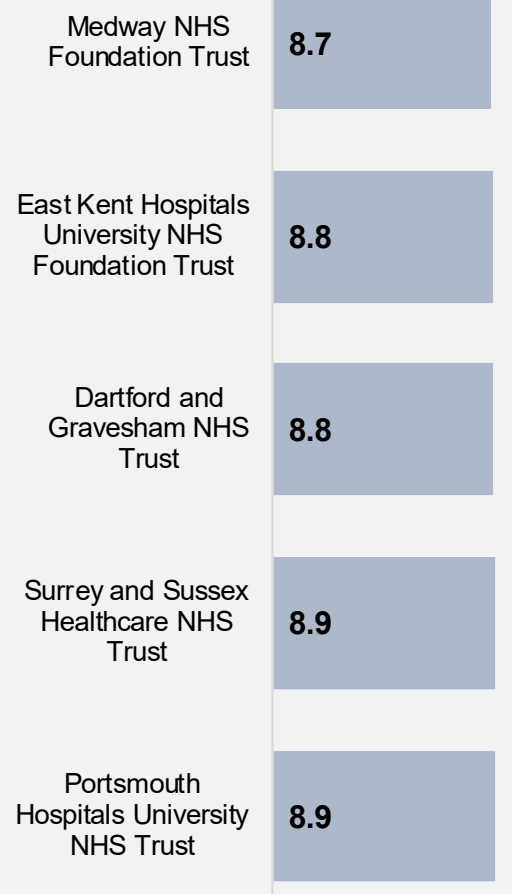 Medway NHS
Foundation Trust
8.7
East Kent Hospitals
University NHS
Foundation Trust
8.8
Dartford and
Gravesham NHS
Trust
8.8
Surrey and Sussex
Healthcare NHS
Trust
8.9
Portsmouth
Hospitals University
NHS Trust
8.9